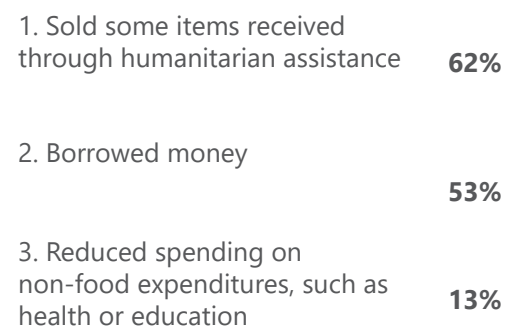 1. Sold some items received
through humanitarian assistance 62%
2. Borrowed money
53%
3. Reduced spending on
non-food expenditures, such as
health or education 13%